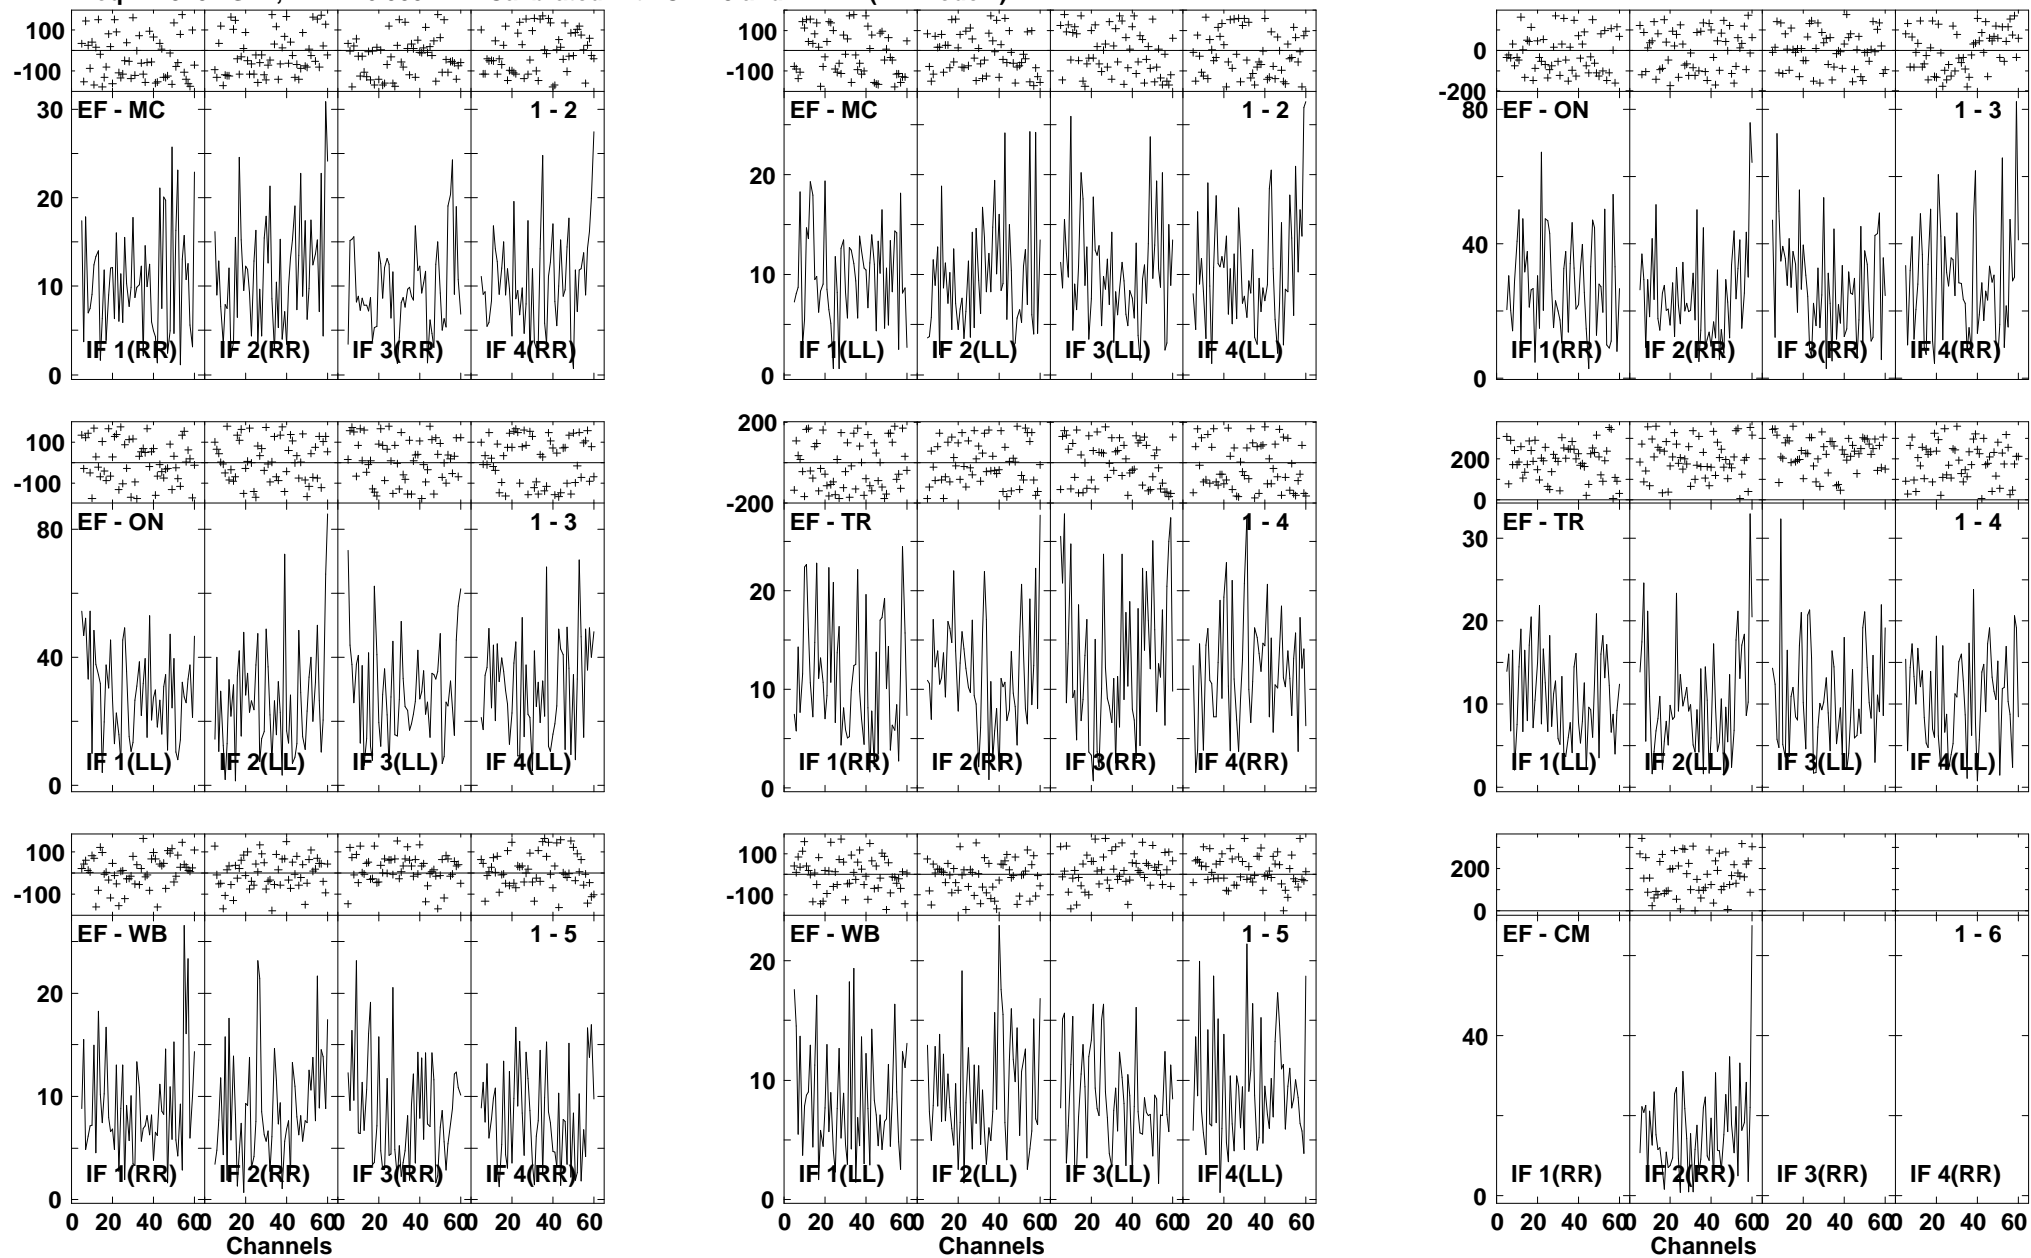 100
-100
30
20
10
0
EF - MC
1 - 2
IF 1(RR)
IF 2(RR)
IF 3(RR)
IF 4(RR)
100
-100
20
10
0
EF - MC
1 - 2
IF 1(LL)
IF 2(LL)
IF 3(LL)
IF 4(LL)
0
-200
80
40
0
EF - ON
1 - 3
IF 1(RR)
IF 2(RR)
IF 3(RR)
IF 4(RR)
100
-100
80
40
0
EF - ON
1 - 3
IF 1(LL)
IF 2(LL)
IF 3(LL)
IF 4(LL)
200
-200
20
10
0
EF - TR
1 - 4
IF 1(RR)
IF 2(RR)
IF 3(RR)
IF 4(RR)
200
0
30
20
10
0
EF - TR
1 - 4
IF 1(LL)
IF 2(LL)
IF 3(LL)
IF 4(LL)
100
-100
20
10
0
EF - WB
1 - 5
IF 1(RR)
IF 2(RR)
IF 3(RR)
IF 4(RR)
0 20 40 60 0 20 40 60 0 20 40 60 0 20 40 60
Channels
100
-100
20
10
0
EF - WB
1 - 5
IF 1(LL)
IF 2(LL)
IF 3(LL)
IF 4(LL)
0 20 40 60 0 20 40 60 0 20 40 60 0 20 40 60
Channels
200
0
40
0
EF - CM
1 - 6
IF 1(RR)
IF 2(RR)
IF 3(RR)
IF 4(RR)
0 20 40 60 0 20 40 60 0 20 40 60 0 20 40 60
Channels